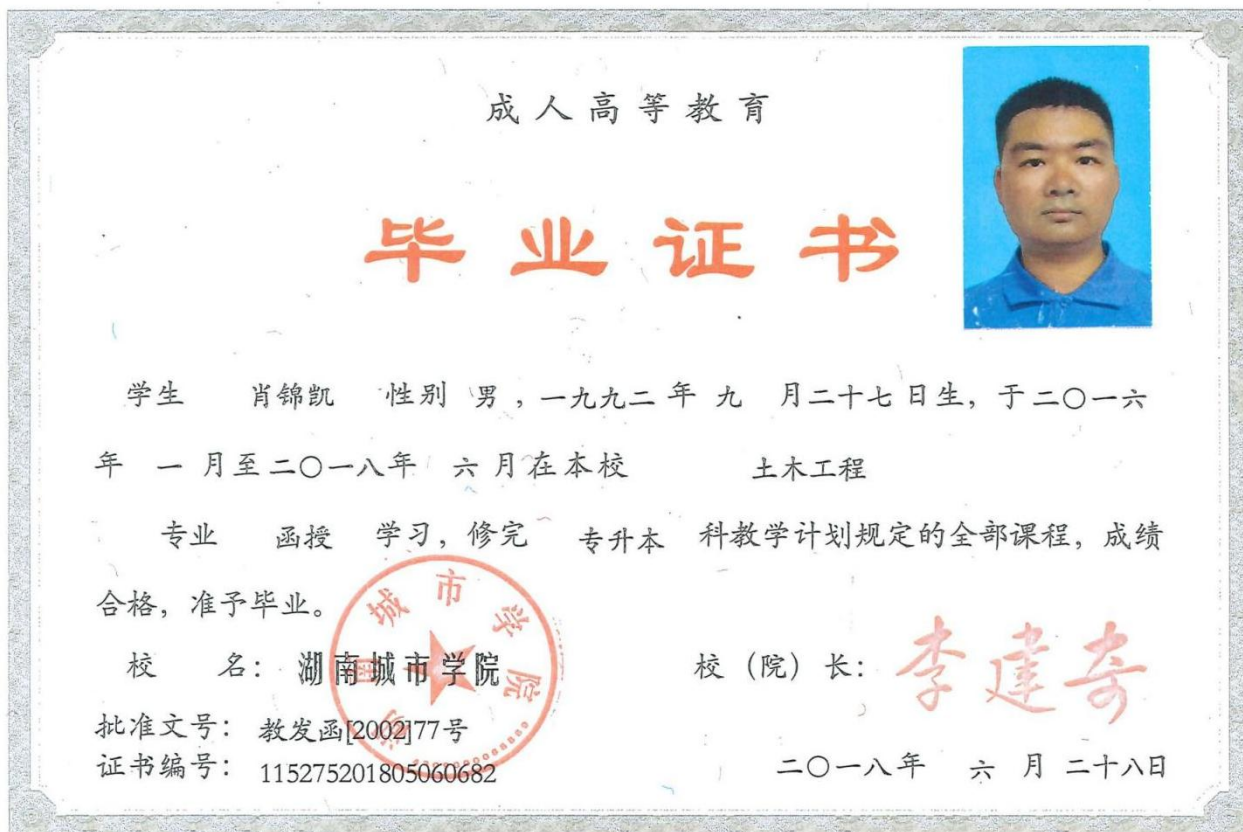 成人高等教育
毕业证书
学生 肖锦凯 性别 男，一九九二年 九 月二十七日生，于二〇一六
年 一 月至二〇一八年 六 月在本校 土木工程
专业 函授 学习，修完 专升本 科教学计划规定的全部课程，成绩
合格，准予毕业。
湖南城市学院
校 名： 湖南城市学院
校（院）长： 李建奇
批准文号： 教发函[2002]77号
证书编号： 115275201805060682
二〇一八年 六 月 二十八日